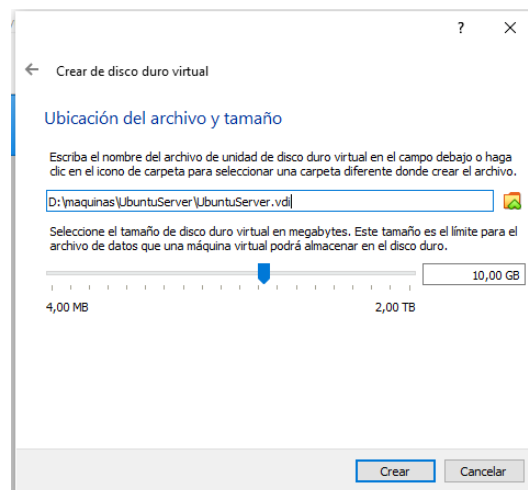 ?
Crear de disco duro virtual
Ubicación del archivo y tamaño
Escriba el nombre del archivo de unidad de disco duro virtual en el campo debajo o haga
clic en el icono de carpeta para seleccionar una carpeta diferente donde crear el archivo.
D:\maquinas\UbuntuServer\UbuntuServer.vdi
Seleccione el tamaño de disco duro virtual en megabytes. Este tamaño es el límite para el
archivo de datos que una máquina virtual podrá almacenar en el disco duro.
10,00 GB
4,00 MB 2,00 TB
Crear Cancelar